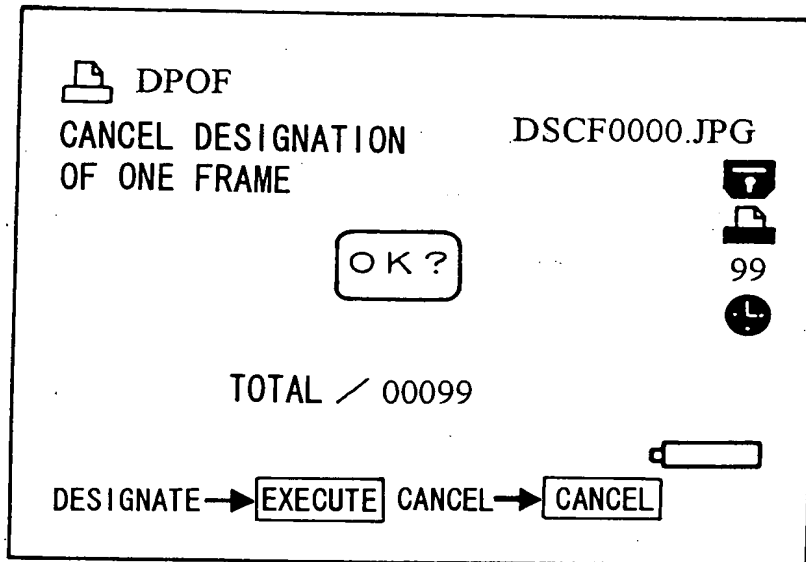 DPOF
CANCEL DESIGNATION
OF ONE FRAME
DSCF0000.JPG
99
OK?
TOTAL / 00099
DESIGNATE→EXECUTE CANCEL→CANCEL